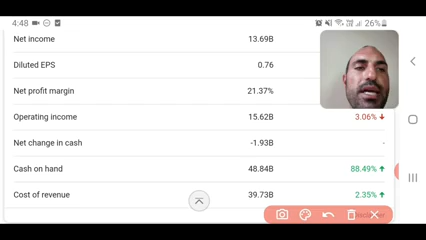 4:48 26%
Net income 13.69B
Diluted EPS 0.76
Net profit margin 21.37%
Operating income 15.62B 3.06%
Net change in cash -1.93B -
Cash on hand 48.84B 88.49%
Cost of revenue 39.73B 2.35%